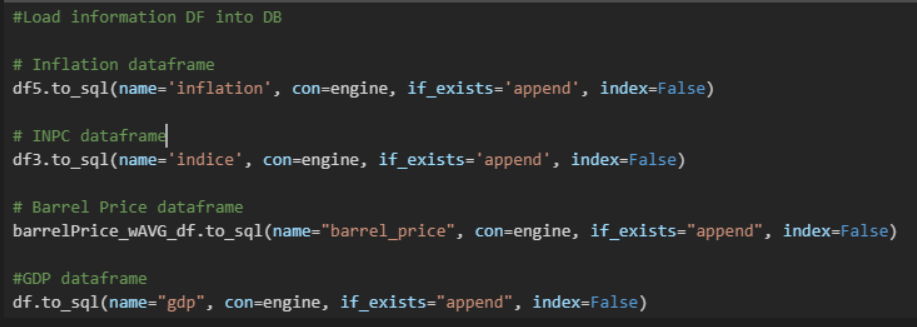 #Load information DF into DB
# Inflation dataframe
df5.to_sql(name='inflation', con=engine, if_exists='append', index=False)
# INPC dataframe
df3.to_sql(name='indice', con=engine, if_exists='append', index=False)
# Barrel Price dataframe
barrelPrice_wAVG_df.to_sql(name="barrel_price", con=engine, if_exists="append", index=False)
#GDP dataframe
df.to_sql(name="gdp", con=engine, if_exists="append", index=False)